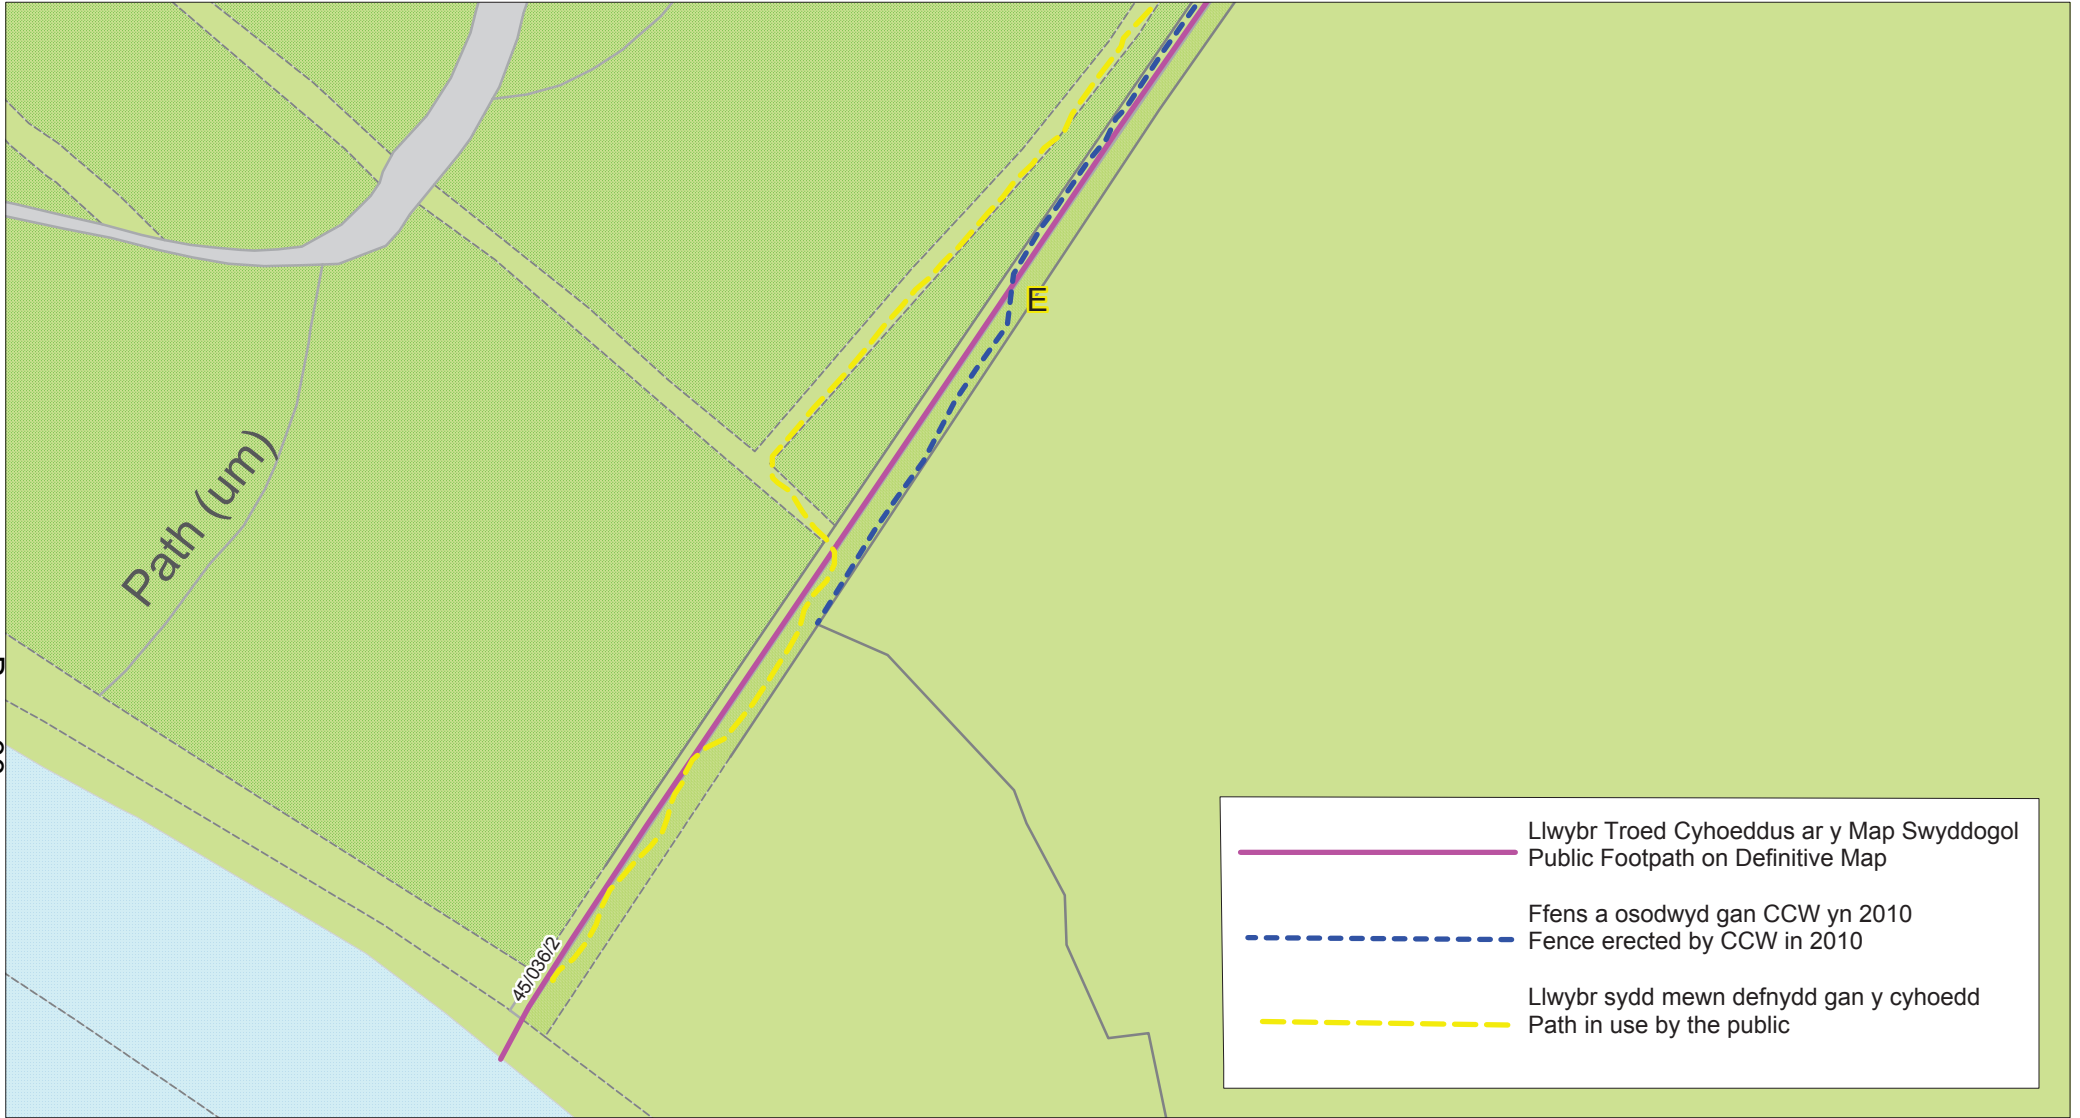 E
Path (um)
45/036/2
Llwybr Troed Cyhoeddus ar y Map Swyddogol
Public Footpath on Definitive Map
Ffens a osodwyd gan CCW yn 2010
Fence erected by CCW in 2010
Llwybr sydd mewn defnydd gan y cyhoedd
Path in use by the public